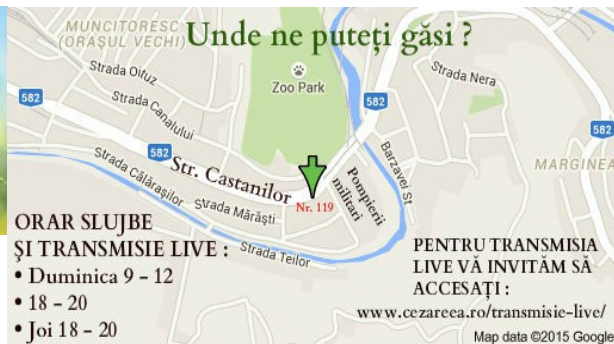 Unde ne puteți găsi ?
MUNCITORESC
(ORAȘUL VECHI)
Strada Oituz
582
Strada Canalului
Zoo Park
582
Strada Nera
582
MARGINEA
Str. Castanilor
Nr. 119
Pompierii
militari
Barzavei St
Strada Călărașilor
Strada Mărăști
Strada Teilor
ORAR SLUJBE
ȘI TRANSMISIE LIVE :
• Duminica 9 – 12
• 18 – 20
• Joi 18 – 20
PENTRU TRANSMISIA
LIVE VĂ INVITĂM SĂ
ACCESAȚI :
www.cezareea.ro/transmisie-live/
Map data ©2015 Google